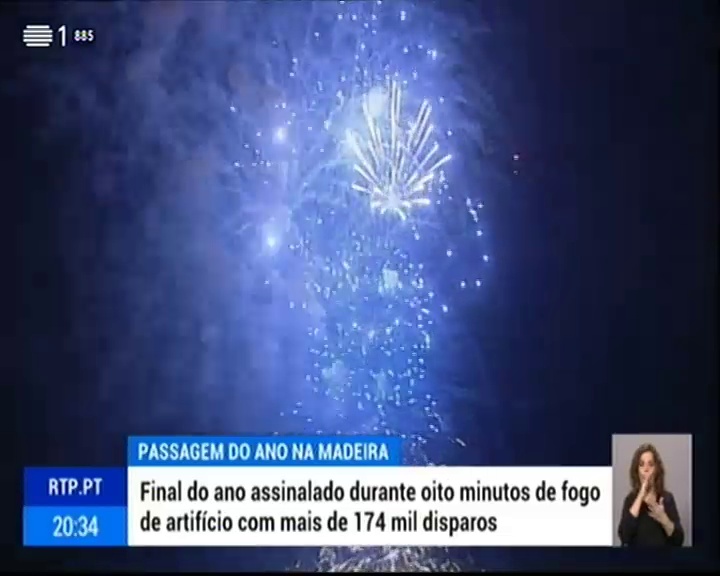 1 885
PASSAGEM DO ANO NA MADEIRA
RTP.PT
20:34
Final do ano assinalado durante oito minutos de fogo
de artifício com mais de 174 mil disparos